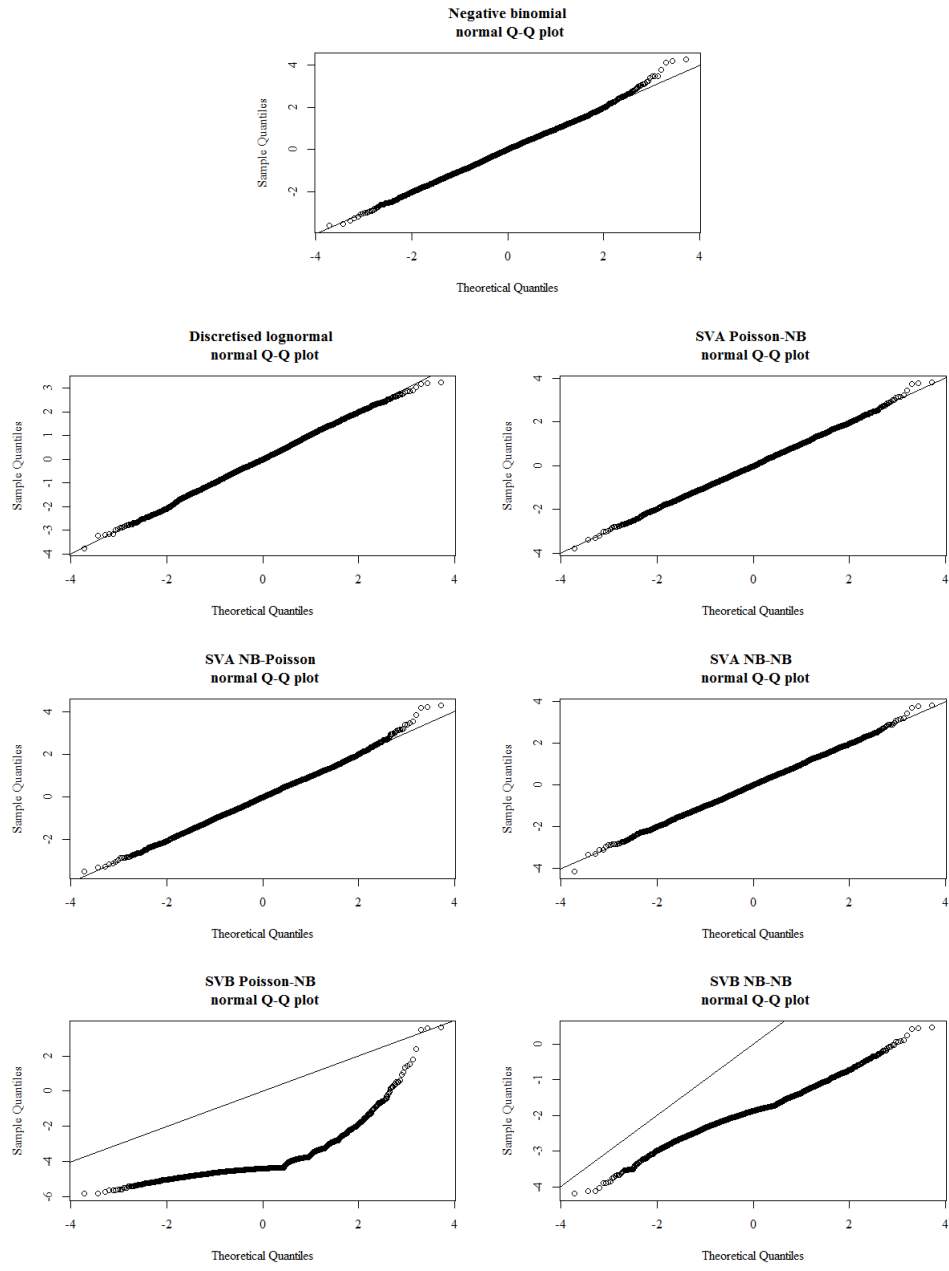 Negative binomial
normal Q-Q plot
Sample Quantiles
4
2
0
-2
-4
-2
0
2
4
Theoretical Quantiles
Discretised lognormal
normal Q-Q plot
Sample Quantiles
3
2
1
0
-1
-2
-3
-4
-4
-2
0
2
4
Theoretical Quantiles
SVA Poisson-NB
normal Q-Q plot
Sample Quantiles
4
2
0
-2
-4
-4
-2
0
2
4
Theoretical Quantiles
SVA NB-Poisson
normal Q-Q plot
Sample Quantiles
4
2
0
-2
-4
-2
0
2
4
Theoretical Quantiles
SVA NB-NB
normal Q-Q plot
Sample Quantiles
4
2
0
-2
-4
-4
-2
0
2
4
Theoretical Quantiles
SVB Poisson-NB
normal Q-Q plot
Sample Quantiles
2
0
-2
-4
-6
-4
-2
0
2
4
Theoretical Quantiles
SVB NB-NB
normal Q-Q plot
Sample Quantiles
0
-1
-2
-3
-4
-4
-2
0
2
4
Theoretical Quantiles